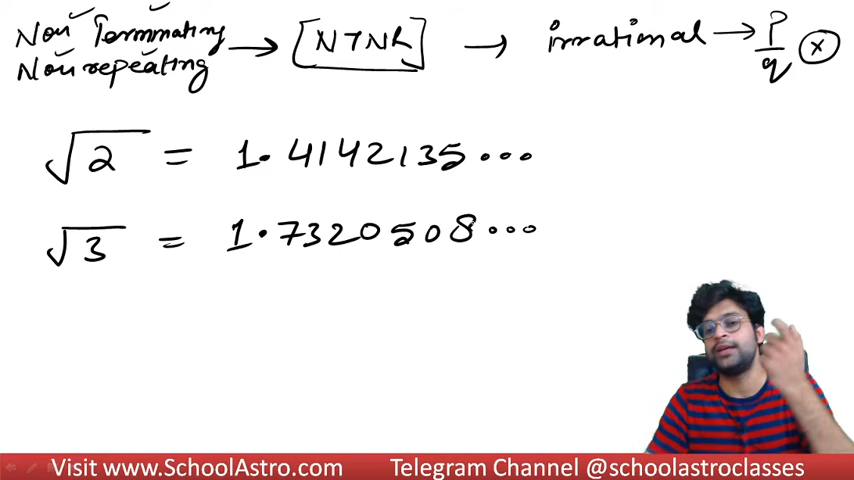 Non Terminating
Non repeating → [NTNR] → irrational → p/q ⓧ
√2 = 1.4142135...
√3 = 1.7320508...
Visit www.SchoolAstro.com Telegram Channel @schoolastroclasses